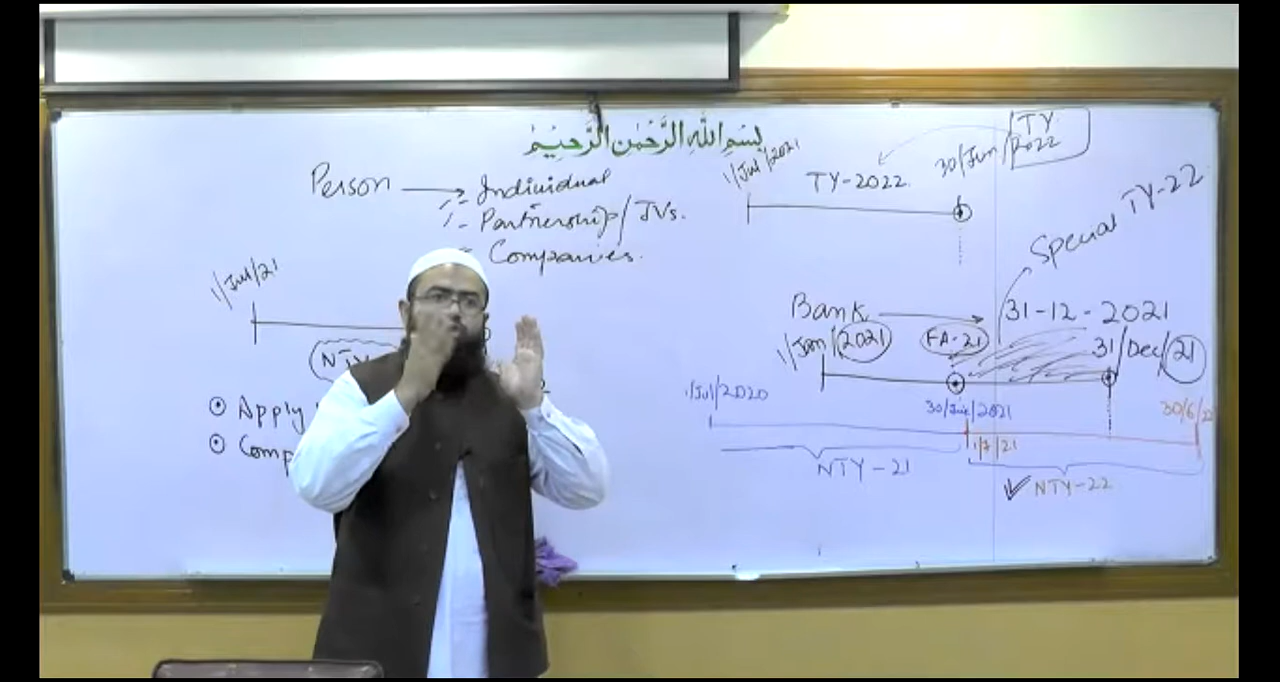 بِسْمِ اللهِ الرَّحْمٰنِ الرَّحِيْمِ
Person → Individual
- Partnership/JVs.
- Companies.
1/Jul/21
NTY
Apply
Comp
1/Jul/2021
TY-2022
30/Jun/2022
TY
Special TY-22
Bank → 31-12-2021
1/Jan/2021
FA-21
31/Dec/21
1/Jul/2020
30/Jun/2021
30/6/22
1/7/21
NTY-21
NTY-22